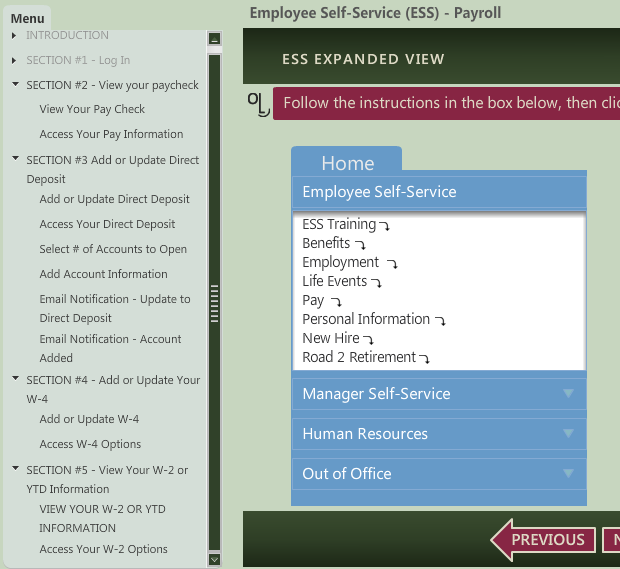 Menu
INTRODUCTION
SECTION #1 - Log In
SECTION #2 - View your paycheck
View Your Pay Check
Access Your Pay Information
SECTION #3 Add or Update Direct
Deposit
Add or Update Direct Deposit
Access Your Direct Deposit
Select # of Accounts to Open
Add Account Information
Email Notification - Update to
Direct Deposit
Email Notification - Account
Added
SECTION #4 - Add or Update Your
W-4
Add or Update W-4
Access W-4 Options
SECTION #5 - View Your W-2 or
YTD Information
VIEW YOUR W-2 OR YTD
INFORMATION
Access Your W-2 Options
Employee Self-Service (ESS) - Payroll
ESS EXPANDED VIEW
Follow the instructions in the box below, then clic
Home
Employee Self-Service
ESS Training
Benefits
Employment
Life Events
Pay
Personal Information
New Hire
Road 2 Retirement
Manager Self-Service
Human Resources
Out of Office
PREVIOUS